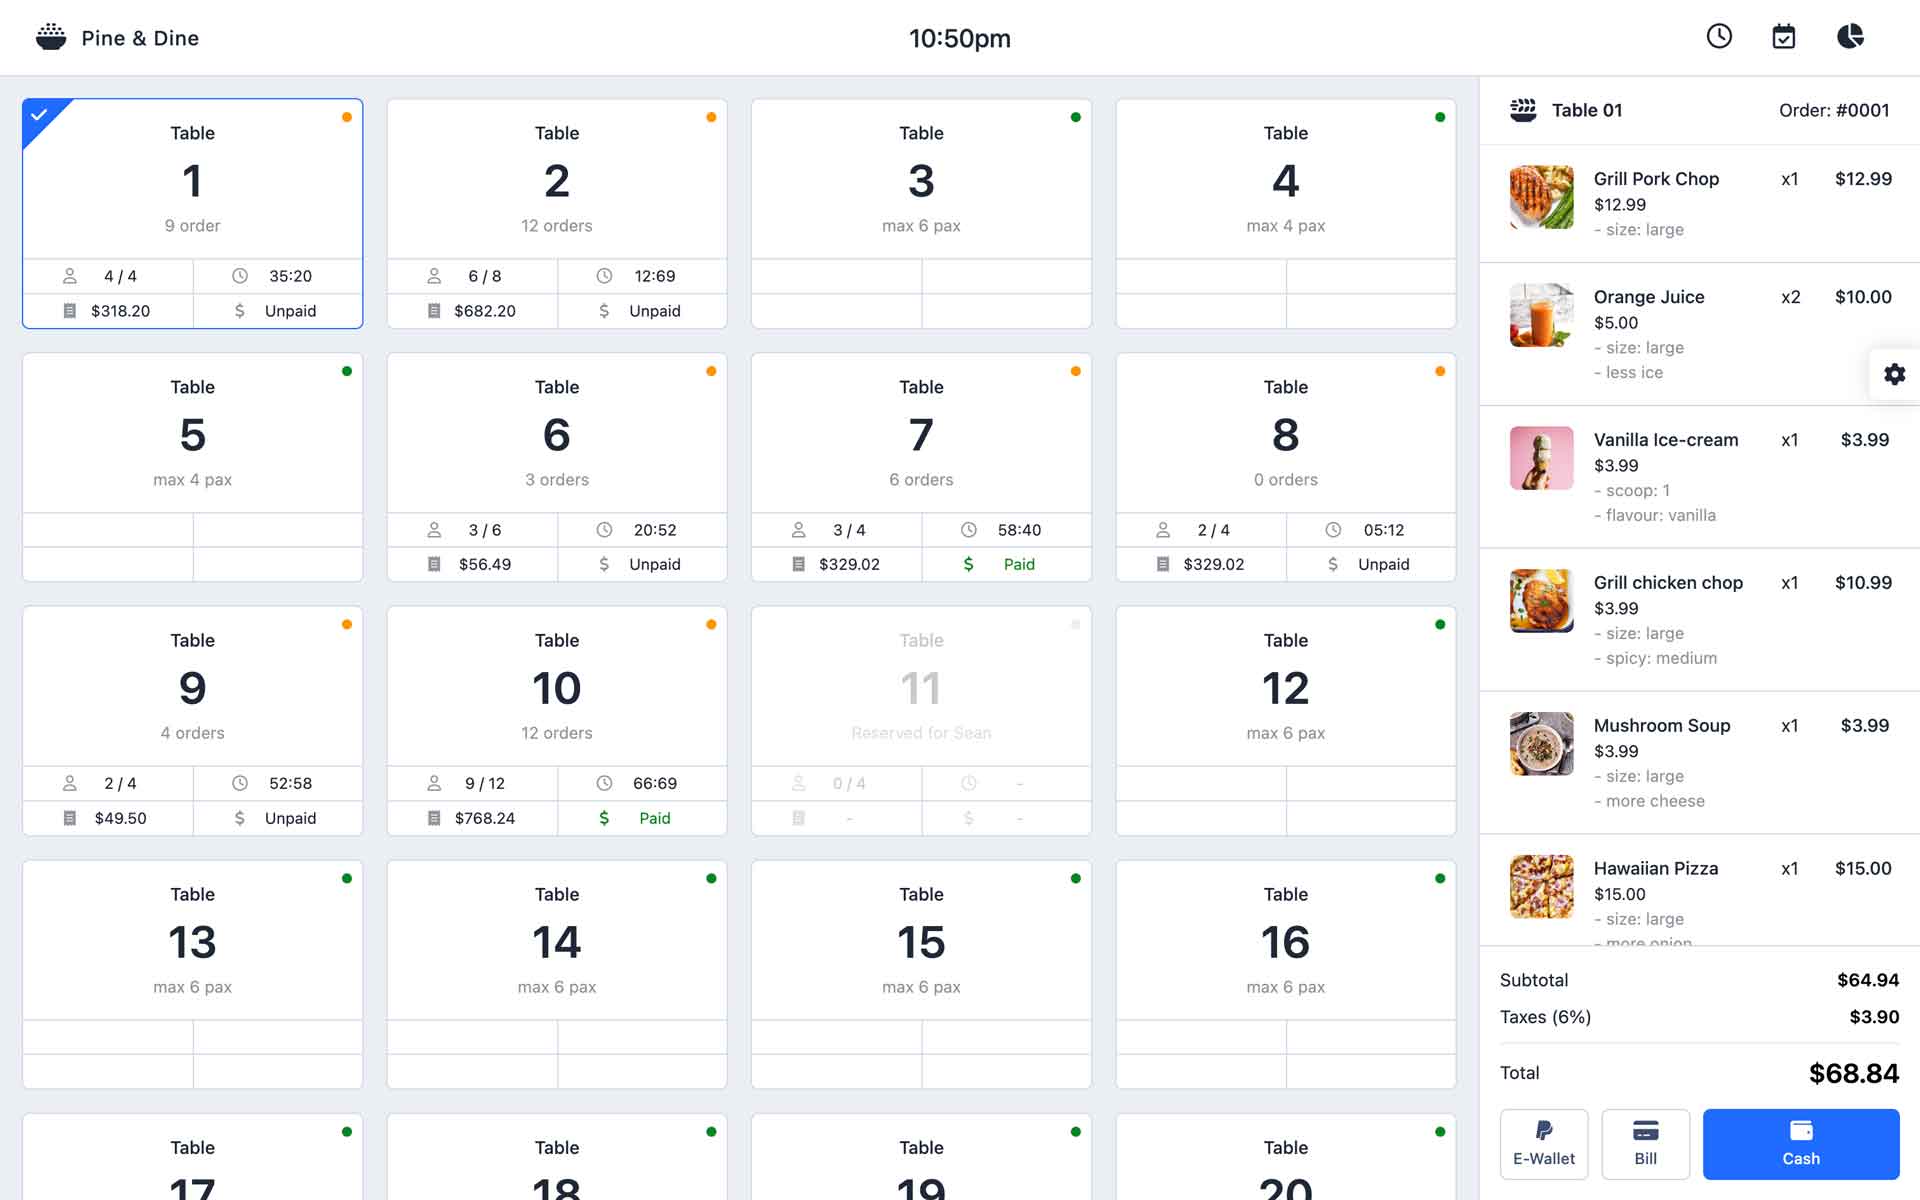 Pine & Dine
10:50pm
Table
1
9 order
4 / 4
35:20
$318.20
Unpaid
Table
2
12 orders
6 / 8
12:69
$682.20
Unpaid
Table
3
max 6 pax
Table
4
max 4 pax
Table
5
max 4 pax
Table
6
3 orders
3 / 6
20:52
$56.49
Unpaid
Table
7
6 orders
3 / 4
58:40
$329.02
Paid
Table
8
0 orders
2 / 4
05:12
$329.02
Unpaid
Table
9
4 orders
2 / 4
52:58
$49.50
Unpaid
Table
10
12 orders
9 / 12
66:69
$768.24
Paid
Table
11
Reserved for Sean
0 / 4
-
-
-
Table
12
max 6 pax
Table
13
max 6 pax
Table
14
max 6 pax
Table
15
max 6 pax
Table
16
max 6 pax
Table
17
Table
18
Table
19
Table
20
Table 01
Order: #0001
Grill Pork Chop x1 $12.99
$12.99
- size: large
Orange Juice x2 $10.00
$5.00
- size: large
- less ice
Vanilla Ice-cream x1 $3.99
$3.99
- scoop: 1
- flavour: vanilla
Grill chicken chop x1 $10.99
$3.99
- size: large
- spicy: medium
Mushroom Soup x1 $3.99
$3.99
- size: large
- more cheese
Hawaiian Pizza x1 $15.00
$15.00
- size: large
- more onion
Subtotal $64.94
Taxes (6%) $3.90
Total $68.84
E-Wallet
Bill
Cash